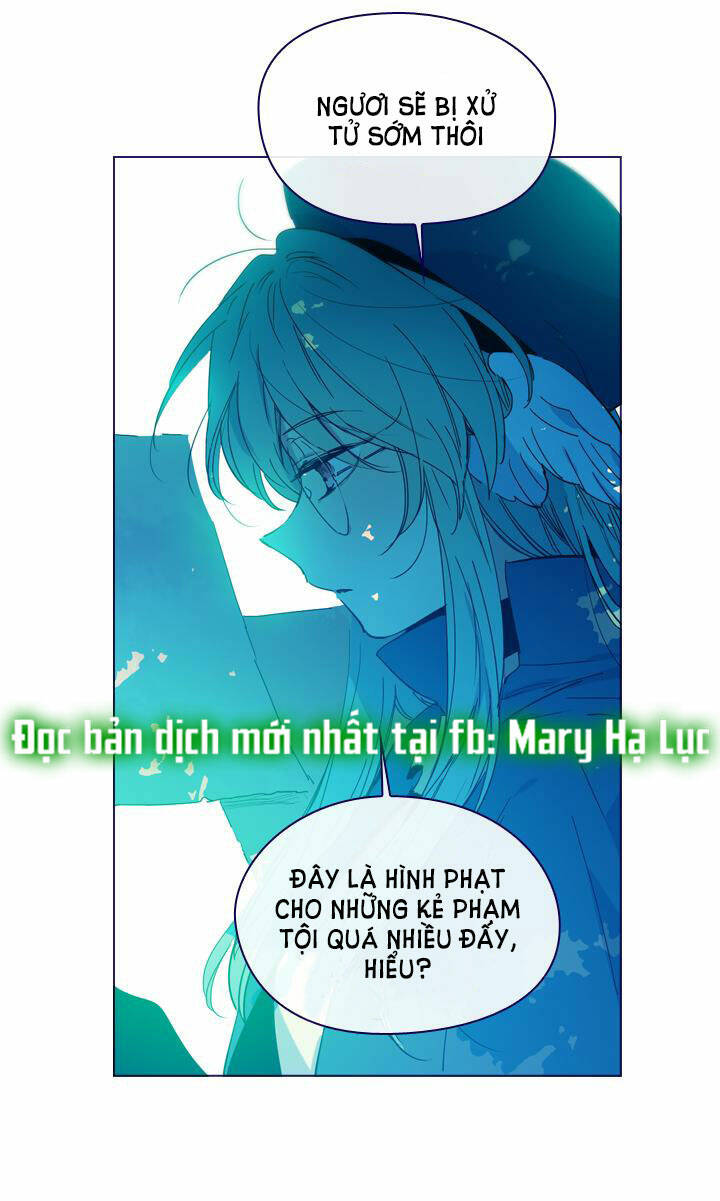 NGƯƠI SẼ BỊ XỬ
TỬ SỚM THÔI
Đọc bản dịch mới nhất tại fb: Mary Hạ Lục
ĐÂY LÀ HÌNH PHẠT
CHO NHỮNG KẺ PHẠM
TỘI QUÁ NHIỀU ĐẤY,
HIỂU?